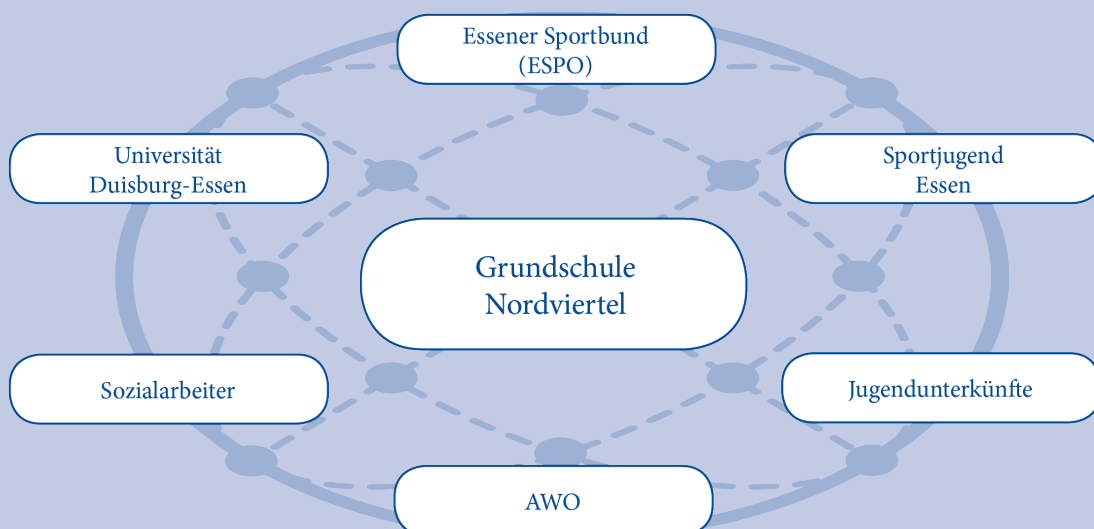 Essener Sportbund
(ESPO)
Universität
Duisburg-Essen
Sportjugend
Essen
Grundschule
Nordviertel
Sozialarbeiter
Jugendunterkünfte
AWO